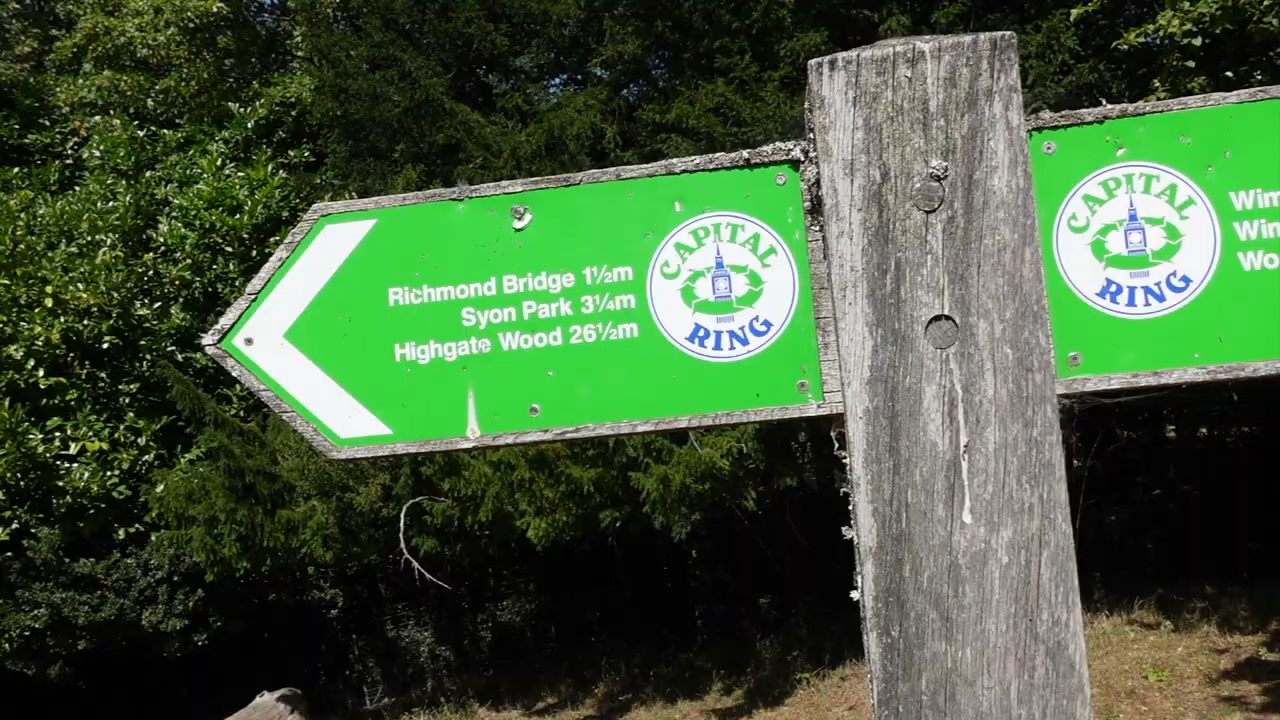 Richmond Bridge 1½m
Syon Park 3¼m
Highgate Wood 26½m
CAPITAL
RING
CAPITAL
RING